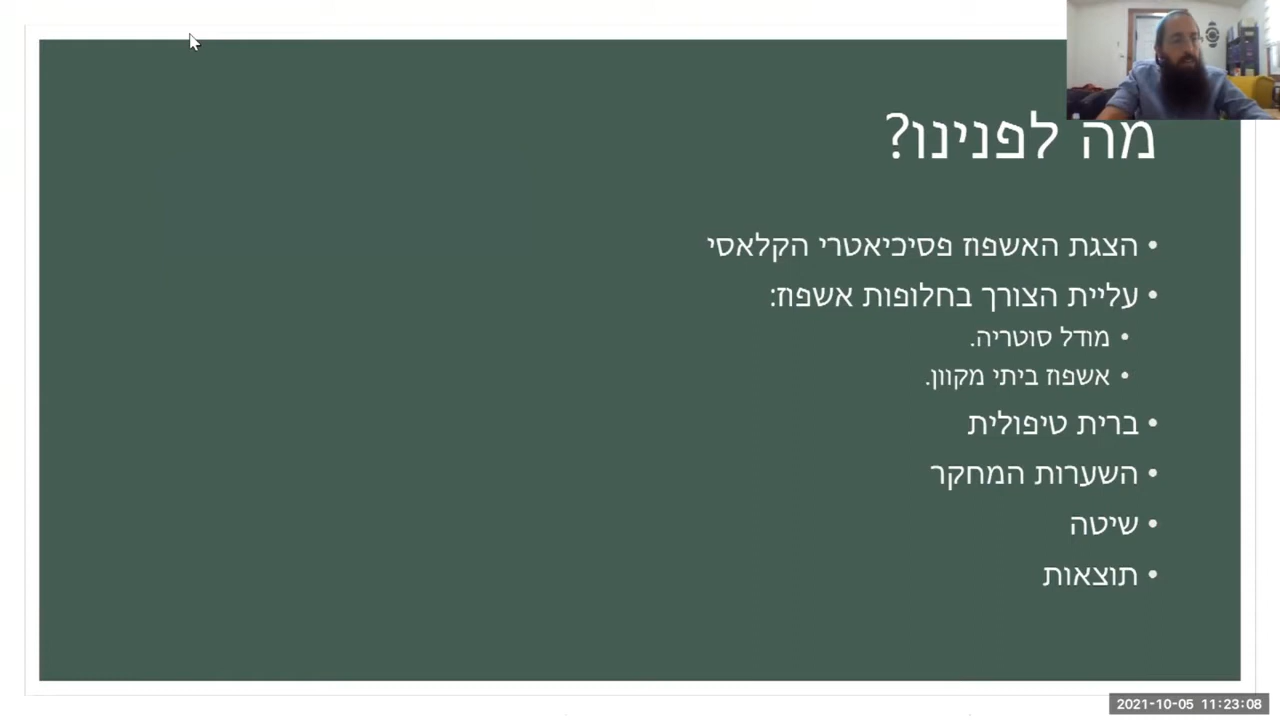 מה לפנינו?
• הצגת האשפוז פסיכיאטרי הקלאסי
• עליית הצורך בחלופות אשפוז:
• מודל סוטריה.
• אשפוז ביתי מקוון.
• ברית טיפולית
• השערות המחקר
• שיטה
• תוצאות
2021-10-05 11:23:08